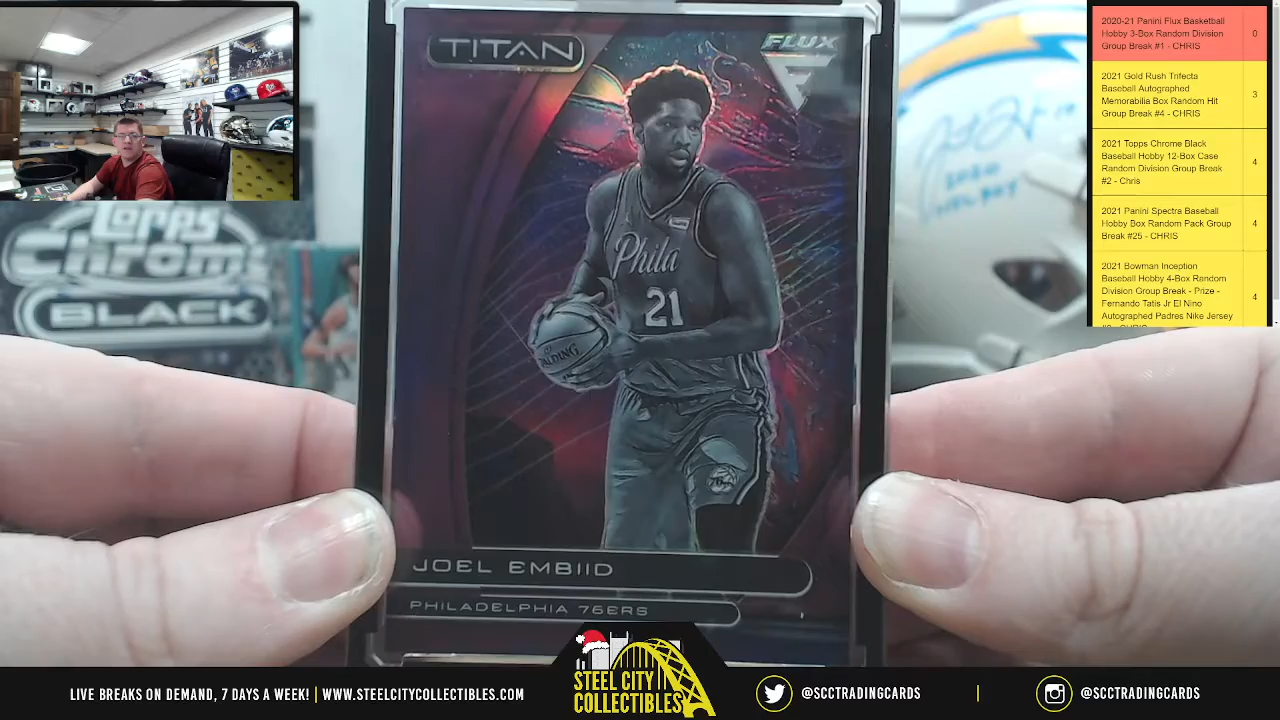 2020-21 Panini Flux Basketball
Hobby 3-Box Random Division
Group Break #1 - CHRIS
0
2021 Gold Rush Trifecta
Baseball Autographed
Memorabilia Box Random Hit
Group Break #4 - CHRIS
3
2021 Topps Chrome Black
Baseball Hobby 12-Box Case
Random Division Group Break
#2 - Chris
4
2021 Panini Spectra Baseball
Hobby Box Random Pack Group
Break #25 - CHRIS
4
2021 Bowman Inception
Baseball Hobby 4-Box Random
Division Group Break - Prize -
Fernando Tatis Jr El Nino
Autographed Padres Nike Jersey
4
TITAN
FLUX
Phila
21
SPALDING
76
JOEL EMBIID
PHILADELPHIA 76ERS
Topps
Chrome
BLACK
2020
LIVE BREAKS ON DEMAND, 7 DAYS A WEEK! | WWW.STEELCITYCOLLECTIBLES.COM
STEEL CITY
COLLECTIBLES
@SCCTRADINGCARDS | @SCCTRADINGCARDS